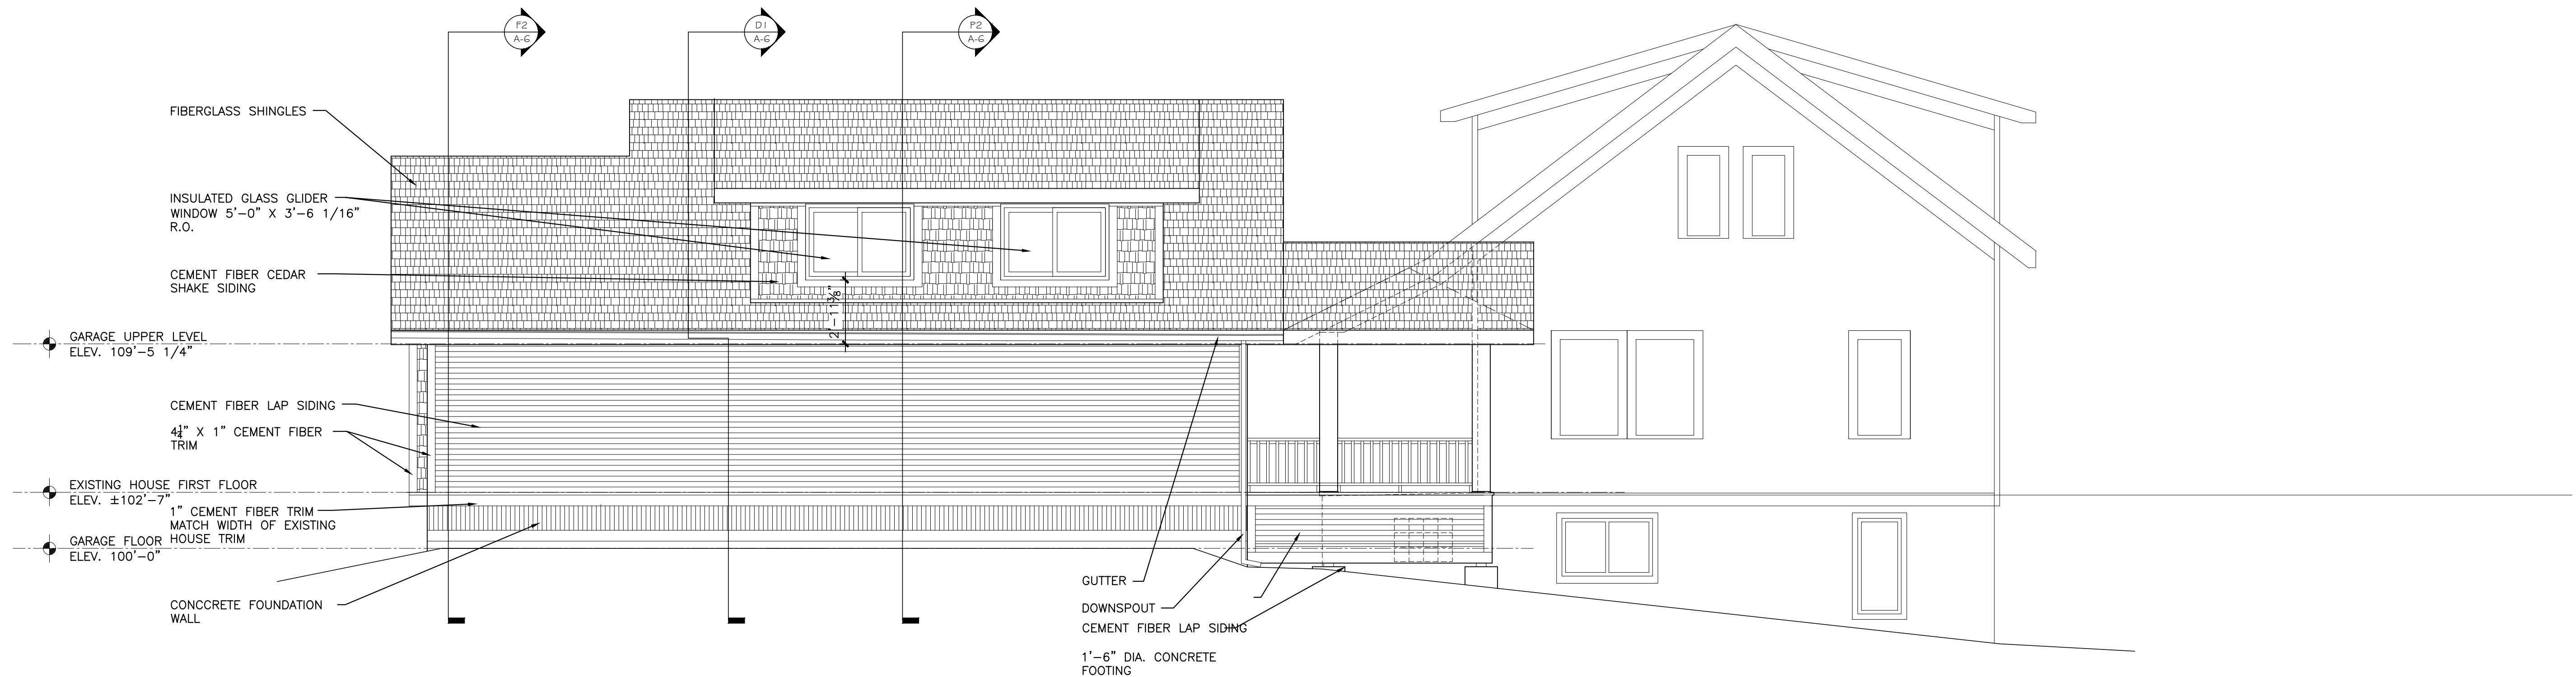 F2
A-6
D1
A-6
P2
A-6
FIBERGLASS SHINGLES
INSULATED GLASS GLIDER
WINDOW 5'-0" X 3'-6 1/16"
R.O.
CEMENT FIBER CEDAR
SHAKE SIDING
2'-11⅝"
GARAGE UPPER LEVEL
ELEV. 109'-5 1/4"
CEMENT FIBER LAP SIDING
4¼" X 1" CEMENT FIBER
TRIM
EXISTING HOUSE FIRST FLOOR
ELEV. ±102'-7"
1" CEMENT FIBER TRIM
MATCH WIDTH OF EXISTING
HOUSE TRIM
GARAGE FLOOR
ELEV. 100'-0"
CONCCRETE FOUNDATION
WALL
GUTTER
DOWNSPOUT
CEMENT FIBER LAP SIDING
1'-6" DIA. CONCRETE
FOOTING